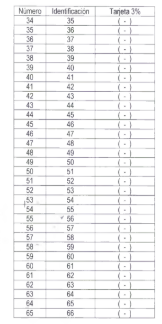 Número Identificación Tarjeta 3%
34 35 ( - )
35 36 ( - )
36 37 ( - )
37 38 ( - )
38 39 ( - )
39 40 ( - )
40 41 ( - )
41 42 ( - )
42 43 ( - )
43 44 ( - )
44 45 ( - )
45 46 ( - )
46 47 ( - )
47 48 ( - )
48 49 ( - )
49 50 ( - )
50 51 ( - )
51 52 ( - )
52 53 ( - )
53 54 ( - )
54 55 ( - )
55 56 ( - )
56 57 ( - )
57 58 ( - )
58 59 ( - )
59 60 ( - )
60 61 ( - )
61 62 ( - )
62 63 ( - )
63 64 ( - )
64 65 ( - )
65 66 ( - )